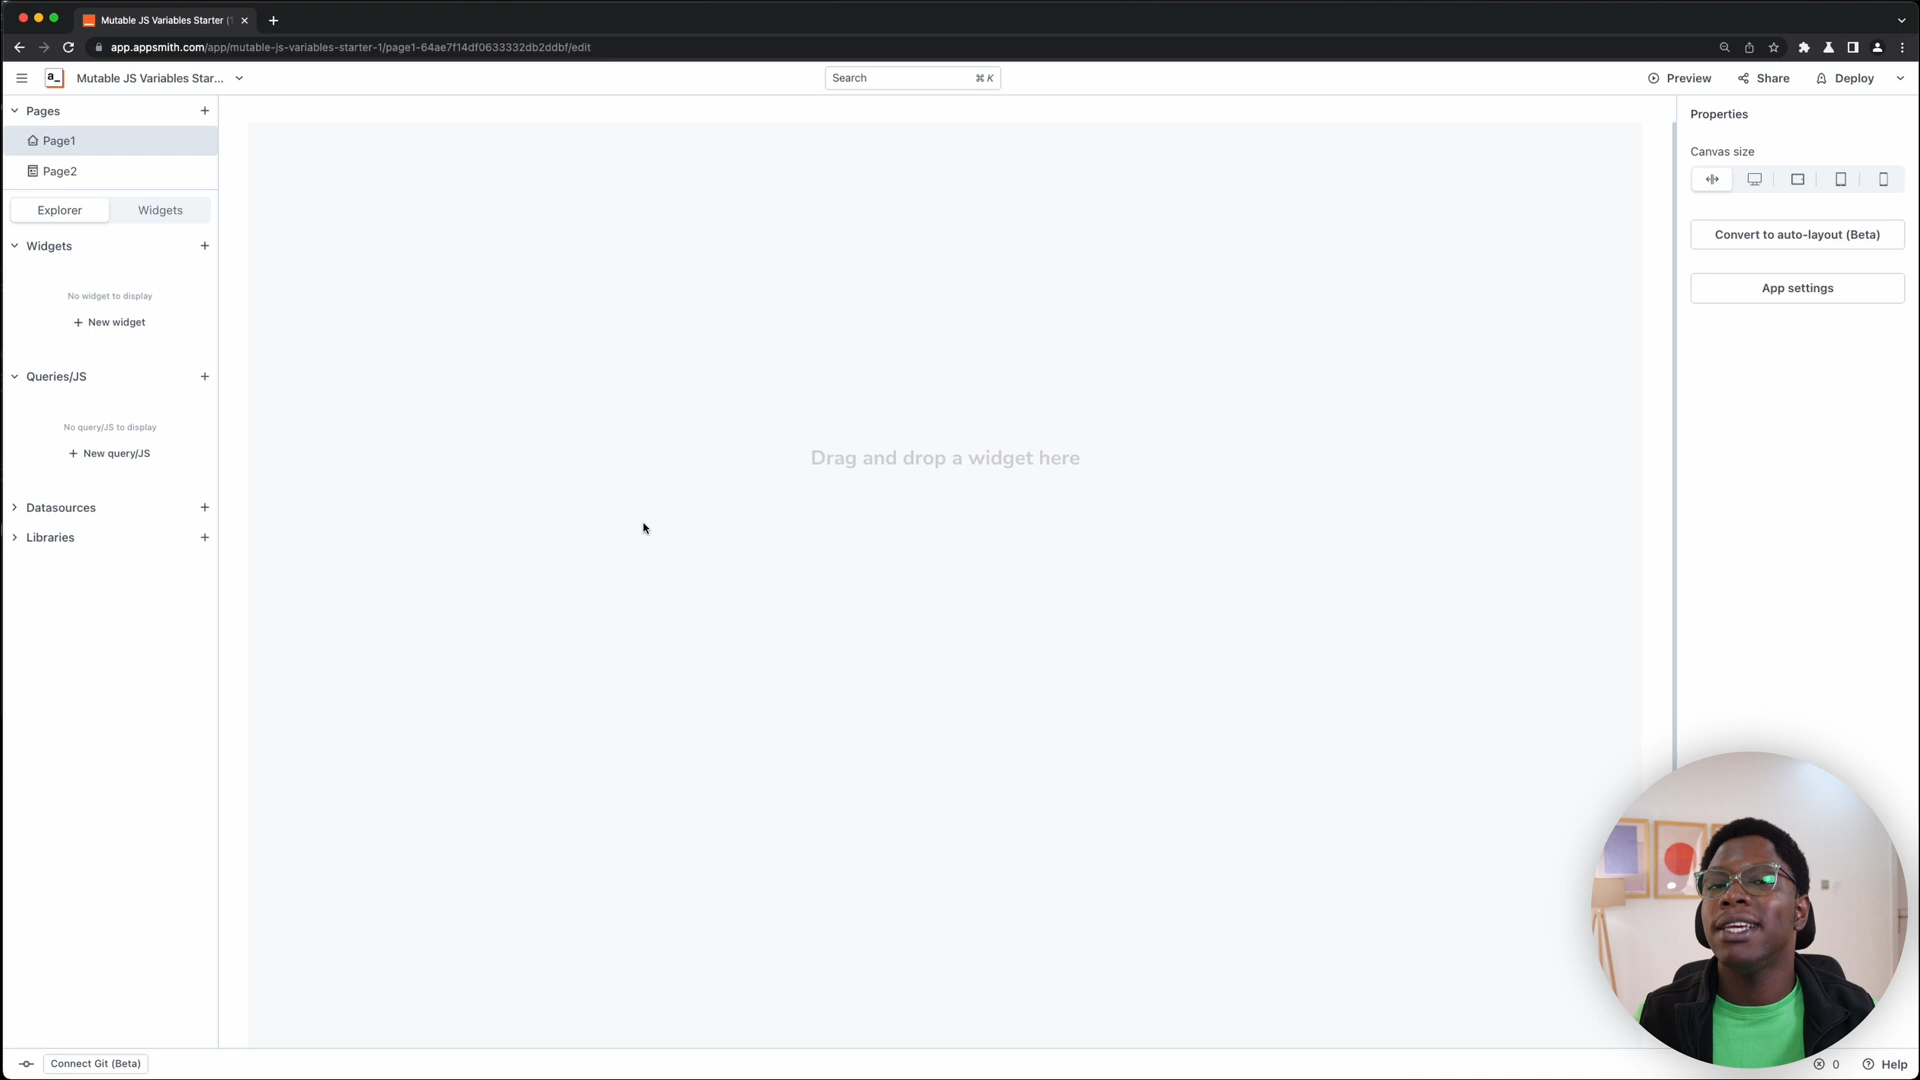 Mutable JS Variables Starter (
app.appsmith.com/app/mutable-js-variables-starter-1/page1-64ae7f14df0633332db2ddbf/edit
a_
Mutable JS Variables Star...
Search ⌘ K
Preview
Share
Deploy
Pages
Page1
Page2
Explorer
Widgets
Widgets
No widget to display
+ New widget
Queries/JS
No query/JS to display
+ New query/JS
Datasources
Libraries
Drag and drop a widget here
Properties
Canvas size
Convert to auto-layout (Beta)
App settings
Connect Git (Beta)
0
Help